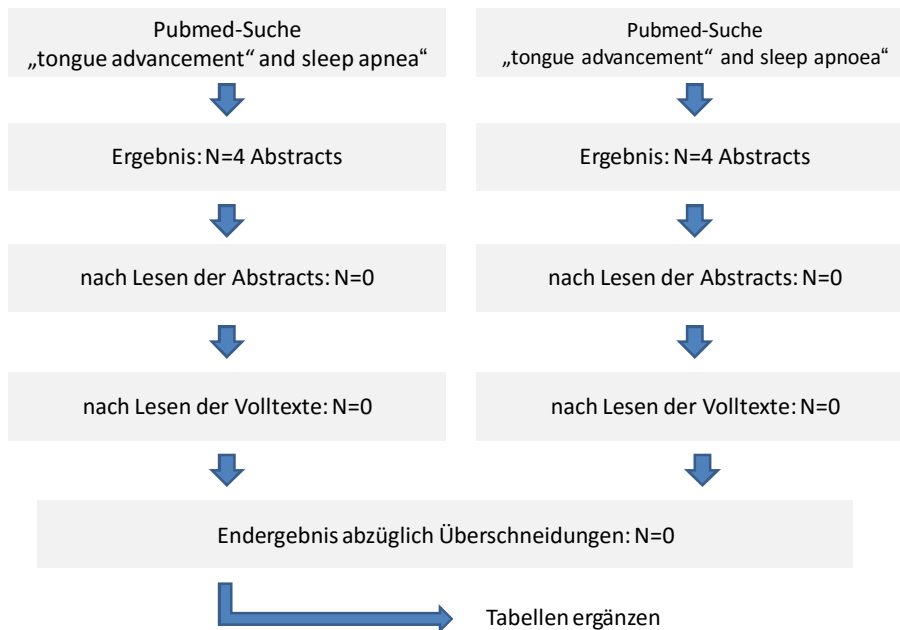 Pubmed-Suche
„tongue advancement“ and sleep apnea“
Pubmed-Suche
„tongue advancement“ and sleep apnoea“
Ergebnis: N=4 Abstracts
Ergebnis: N=4 Abstracts
nach Lesen der Abstracts: N=0
nach Lesen der Abstracts: N=0
nach Lesen der Volltexte: N=0
nach Lesen der Volltexte: N=0
Endergebnis abzüglich Überschneidungen: N=0
Tabellen ergänzen